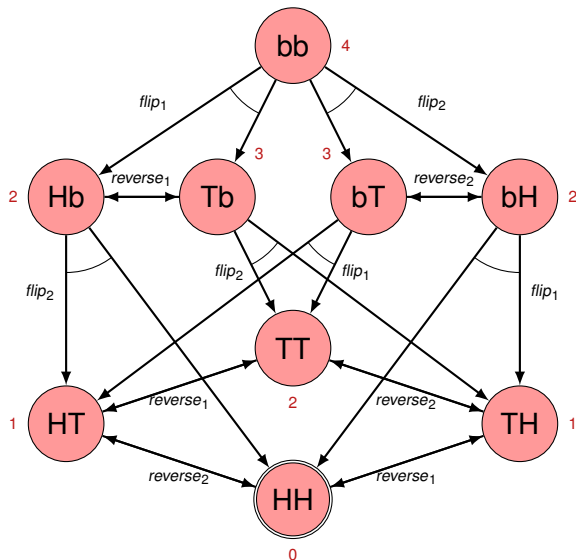 bb
4
flip1
flip2
3
3
reverse1
reverse2
2
Hb
Tb
bT
bH
2
flip2
flip2
flip1
flip1
TT
2
reverse1
reverse2
1
HT
TH
1
reverse2
reverse1
HH
0